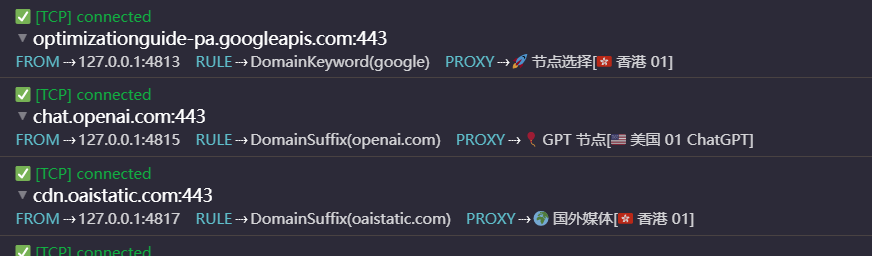 ✅ [TCP] connected
▼ optimizationguide-pa.googleapis.com:443
FROM→127.0.0.1:4813 RULE→DomainKeyword(google) PROXY→🚀 节点选择[🇭🇰 香港 01]
✅ [TCP] connected
▼ chat.openai.com:443
FROM→127.0.0.1:4815 RULE→DomainSuffix(openai.com) PROXY→🎈 GPT 节点[🇺🇸 美国 01 ChatGPT]
✅ [TCP] connected
▼ cdn.oaistatic.com:443
FROM→127.0.0.1:4817 RULE→DomainSuffix(oaistatic.com) PROXY→🌍 国外媒体[🇭🇰 香港 01]
✅ [TCP] connected